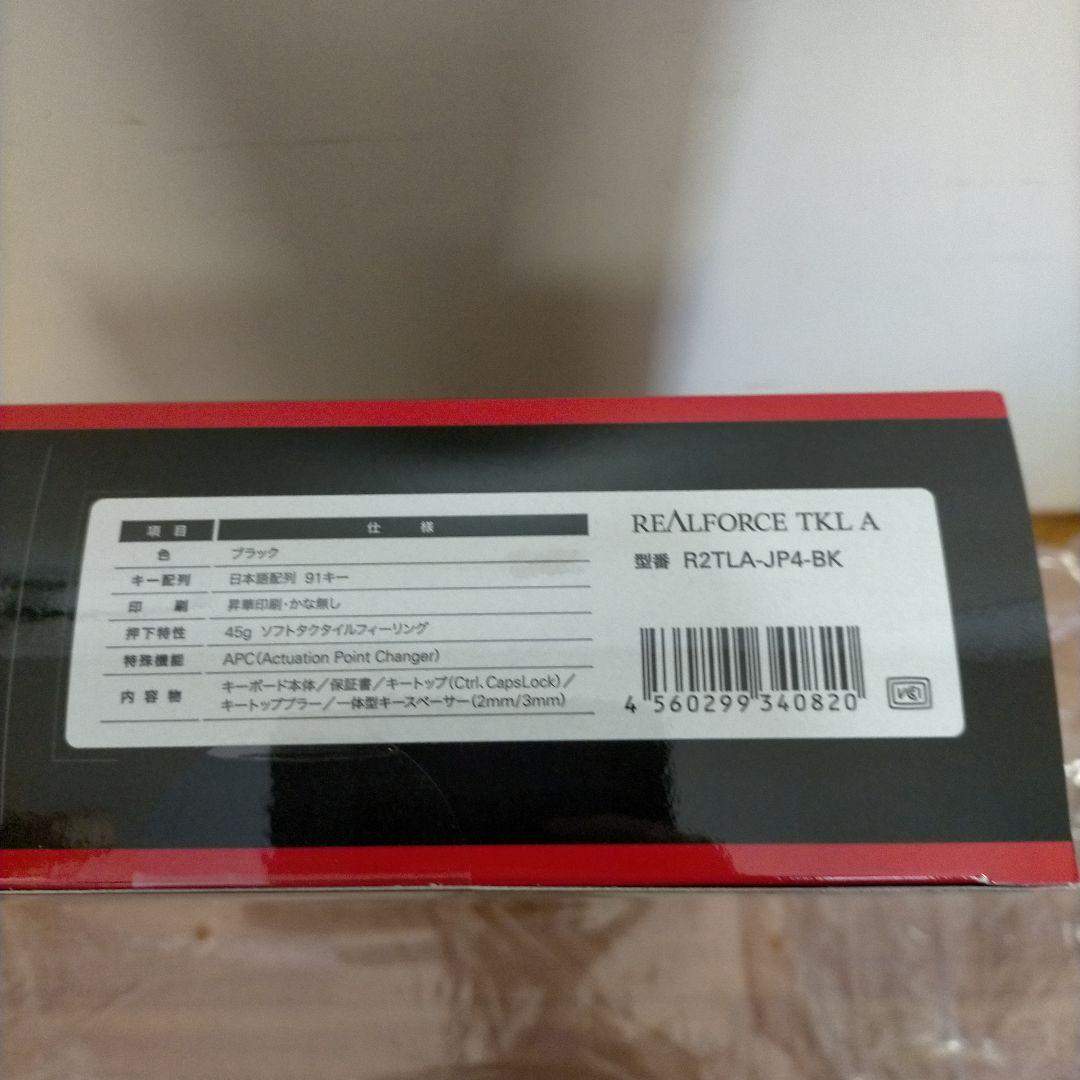 項目 仕様
色 ブラック
キー配列 日本語配列 91キー
印刷 昇華印刷・かな無し
押下特性 45g ソフトタクタイルフィーリング
特殊機能 APC(Actuation Point Changer)
内容物 キーボード本体/保証書/キートップ(Ctrl、CapsLock)/
キートッププラー/一体型キースペーサー(2mm/3mm)
REALFORCE TKL A
型番 R2TLA-JP4-BK
4 560299 340820